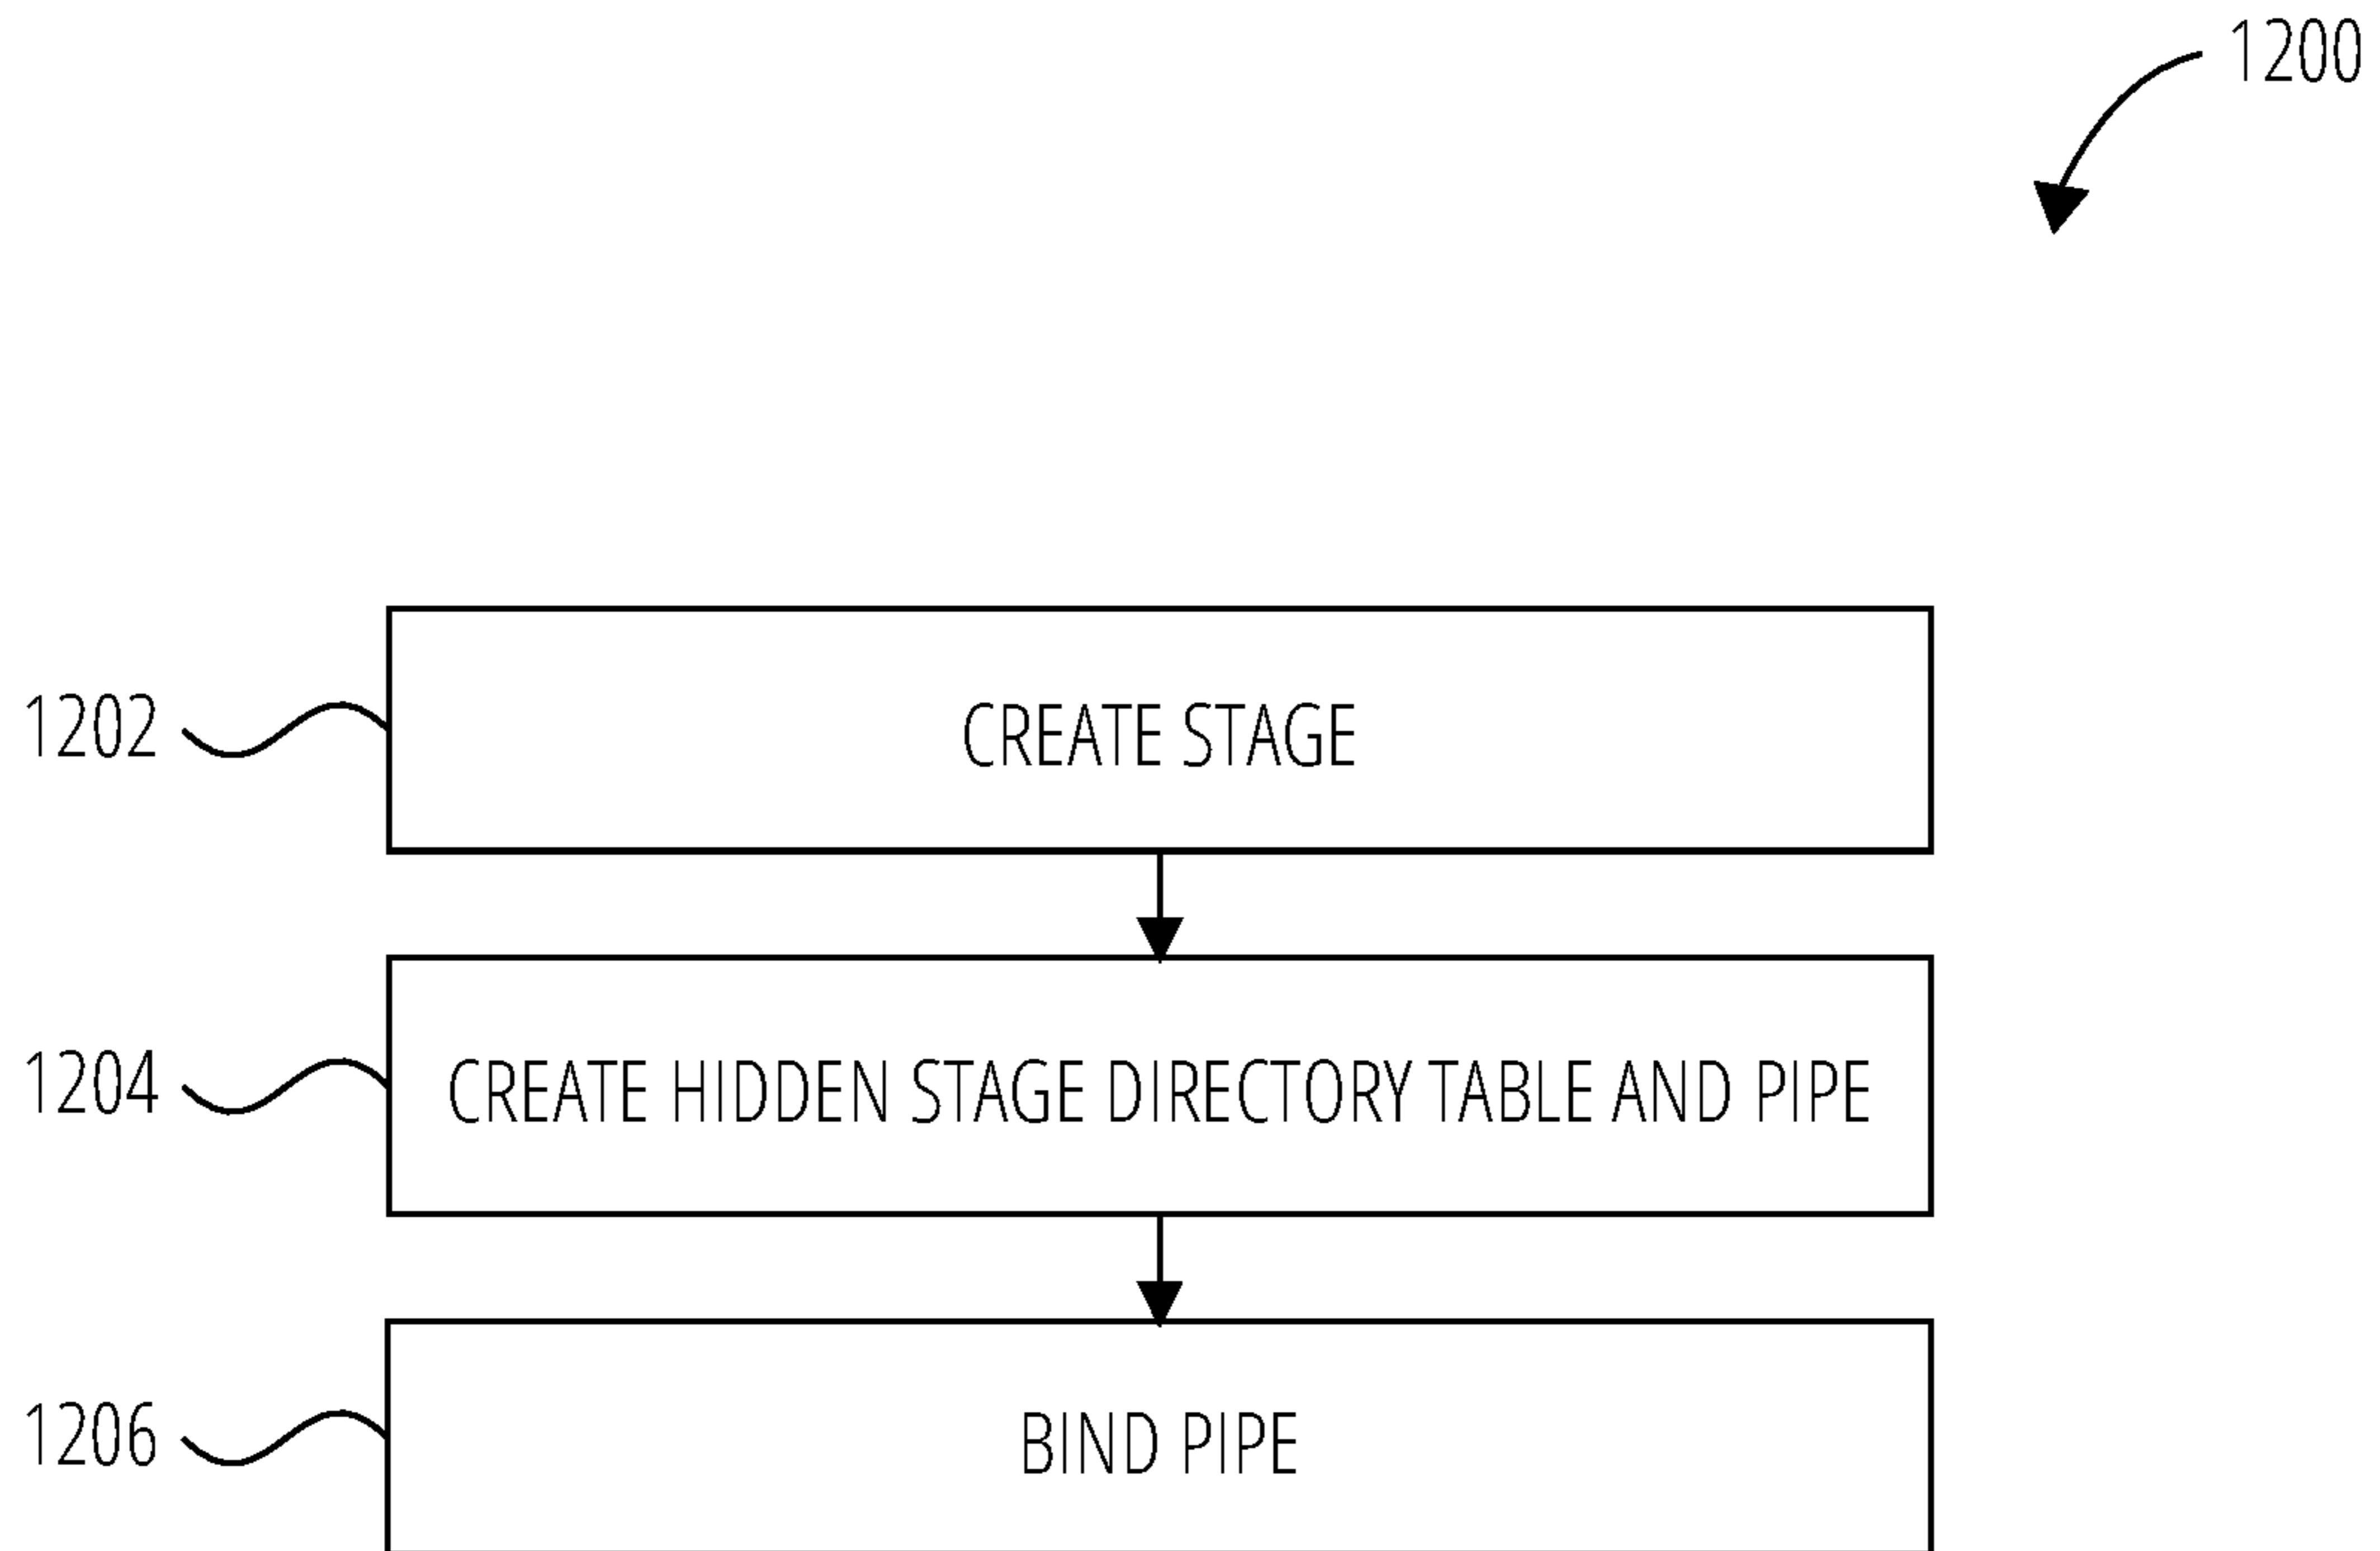 1200
1202
CREATE STAGE
1204
CREATE HIDDEN STAGE DIRECTORY TABLE AND PIPE
1206
BIND PIPE